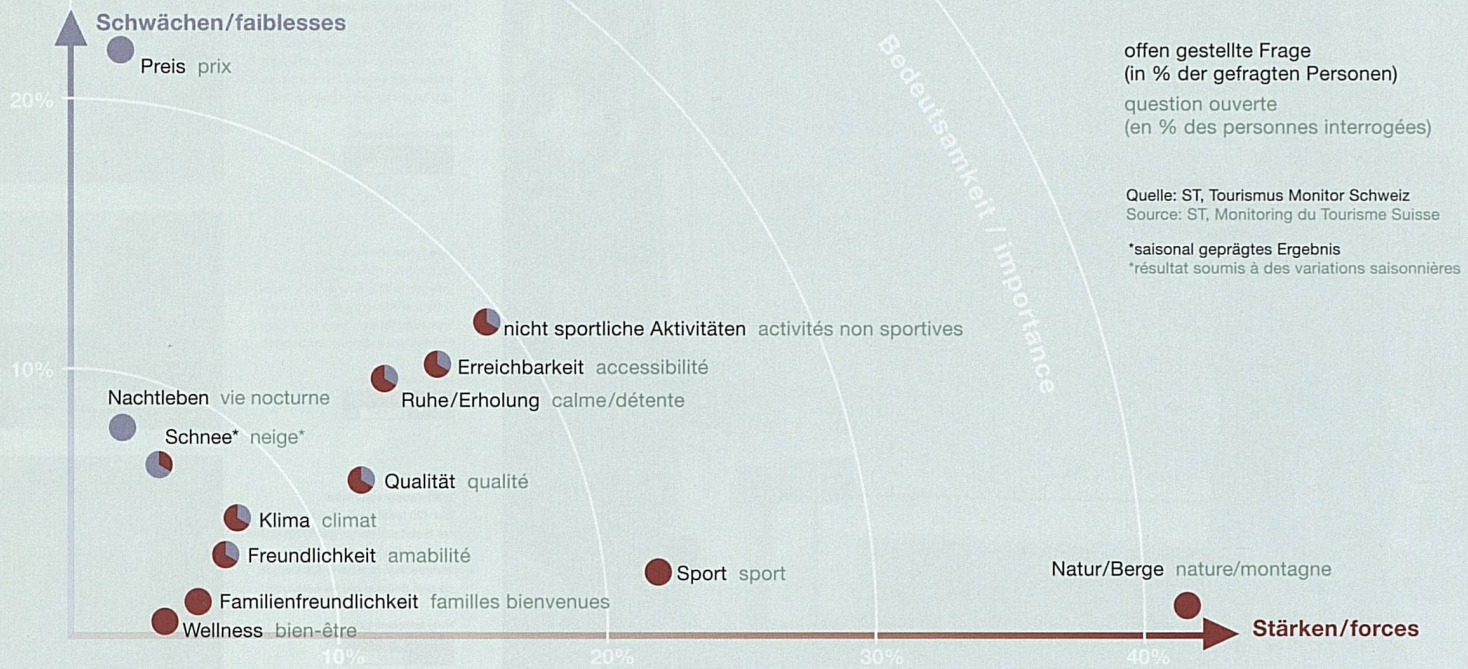 Schwächen/faiblesses
Preis prix
20%
Bedeutsamkeit / importance
offen gestellte Frage
(in % der gefragten Personen)
question ouverte
(en % des personnes interrogées)
Quelle: ST, Tourismus Monitor Schweiz
Source: ST, Monitoring du Tourisme Suisse
*saisonal geprägtes Ergebnis
*résultat soumis à des variations saisonnières
nicht sportliche Aktivitäten activités non sportives
10%
Erreichbarkeit accessibilité
Ruhe/Erholung calme/détente
Nachtleben vie nocturne
Schnee* neige*
Qualität qualité
Klima climat
Freundlichkeit amabilité
Sport sport
Natur/Berge nature/montagne
Familienfreundlichkeit familles bienvenues
Wellness bien-être
Stärken/forces
10%
20%
30%
40%